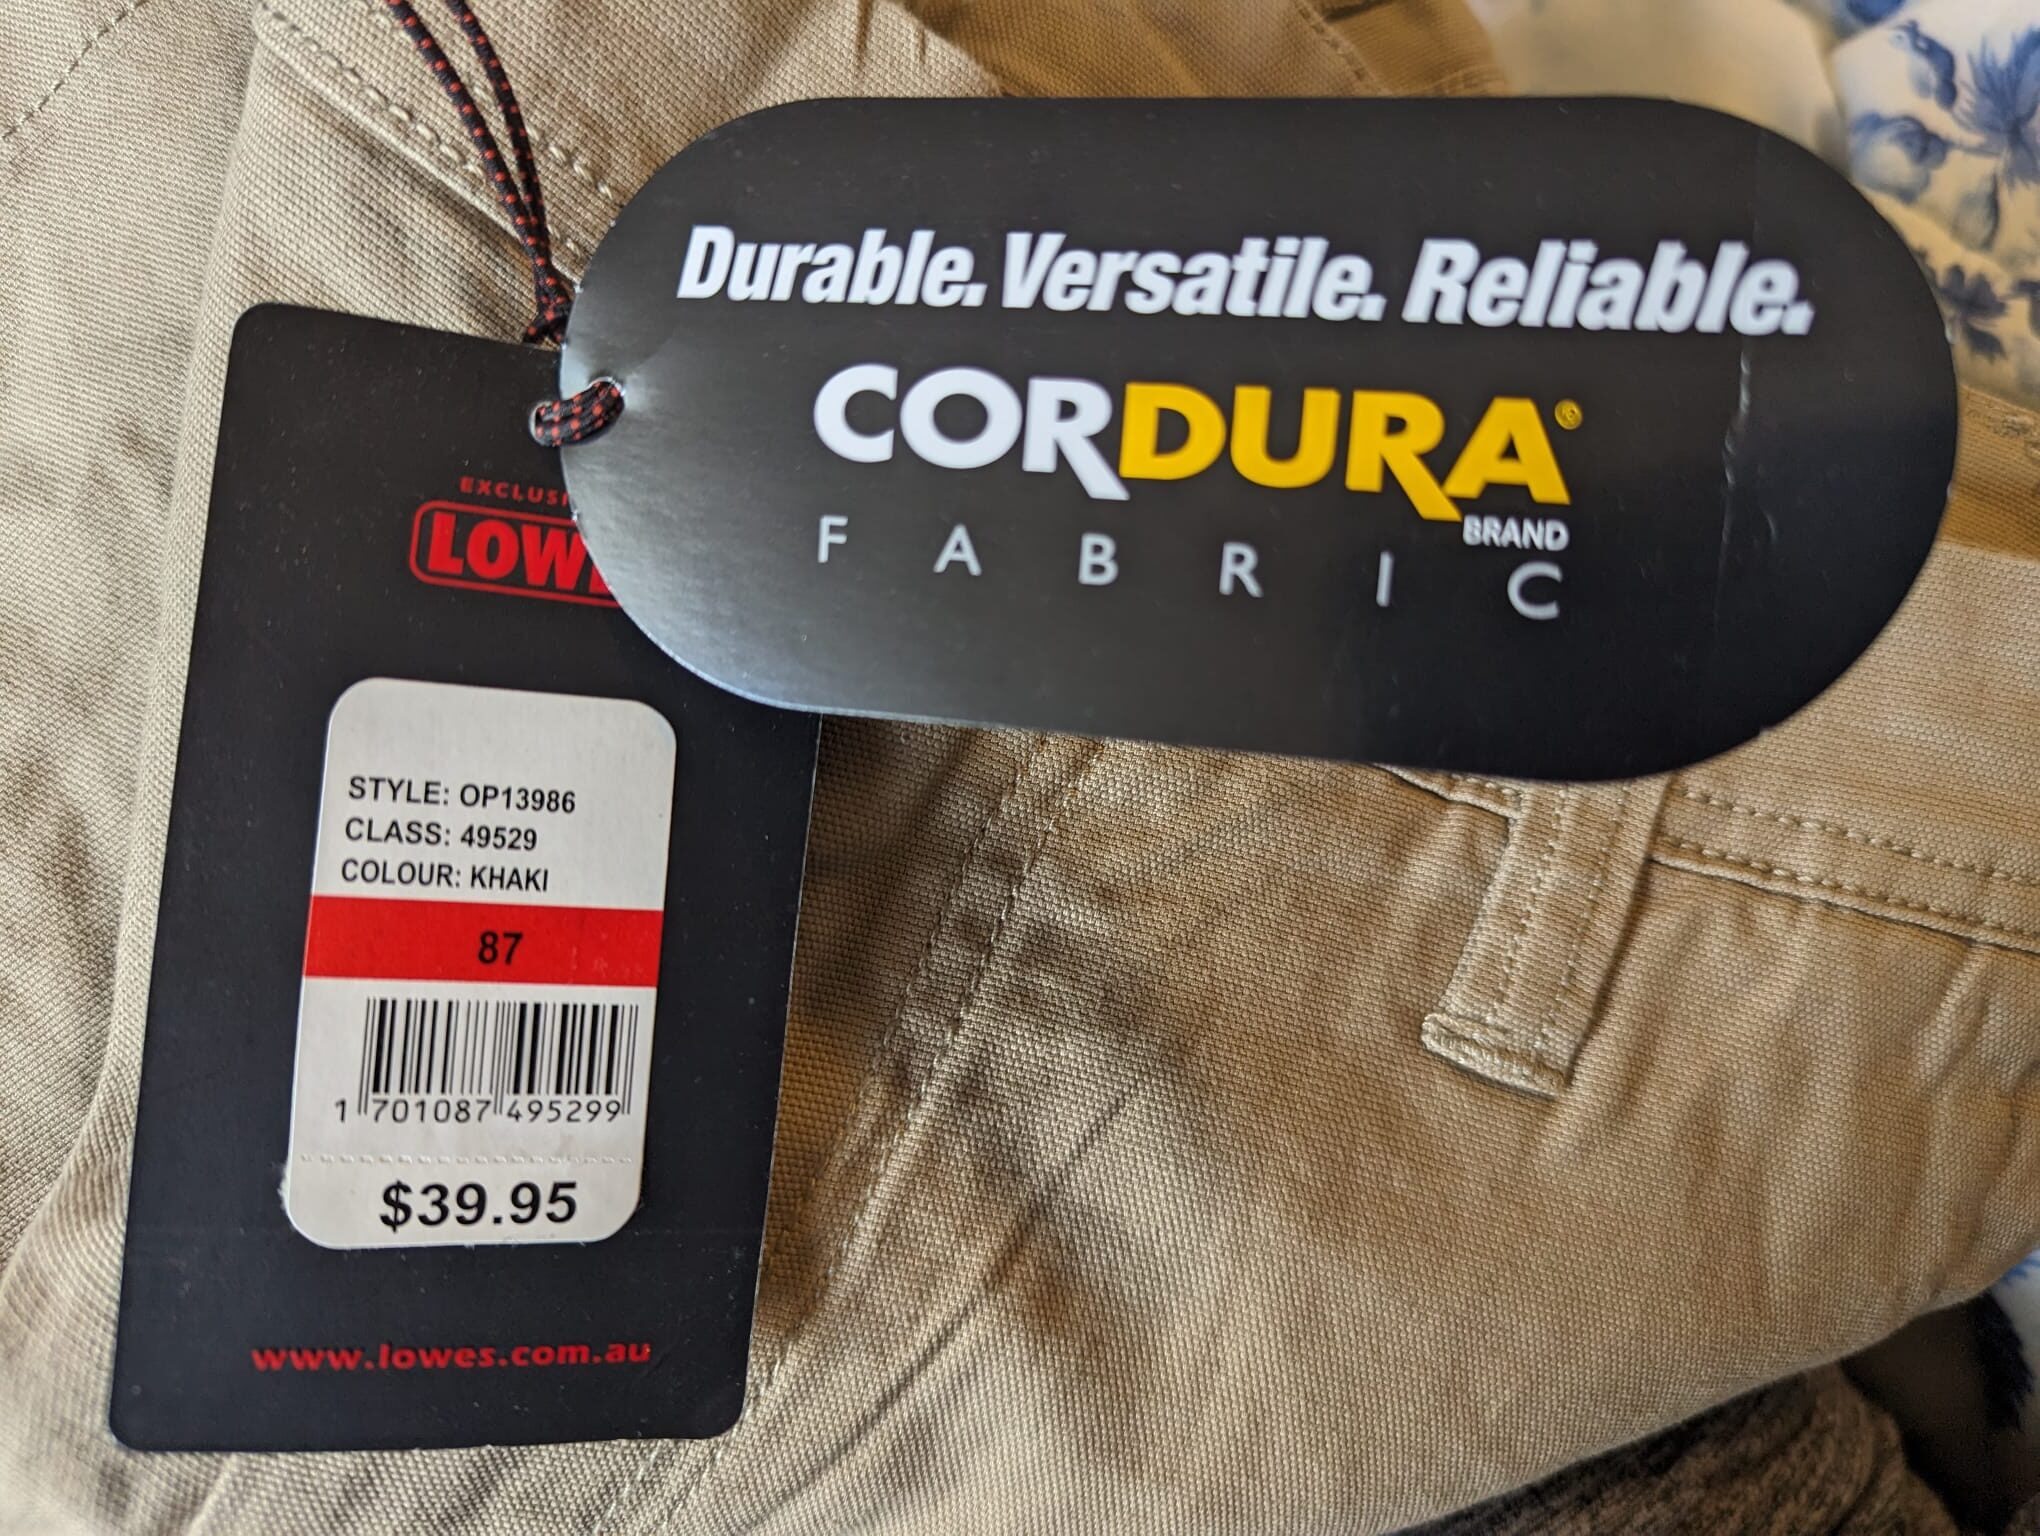 Durable. Versatile. Reliable.
CORDURA®
BRAND
FABRIC
STYLE: OP13986
CLASS: 49529
COLOUR: KHAKI
87
1 701087 495299
$39.95
www.lowes.com.au